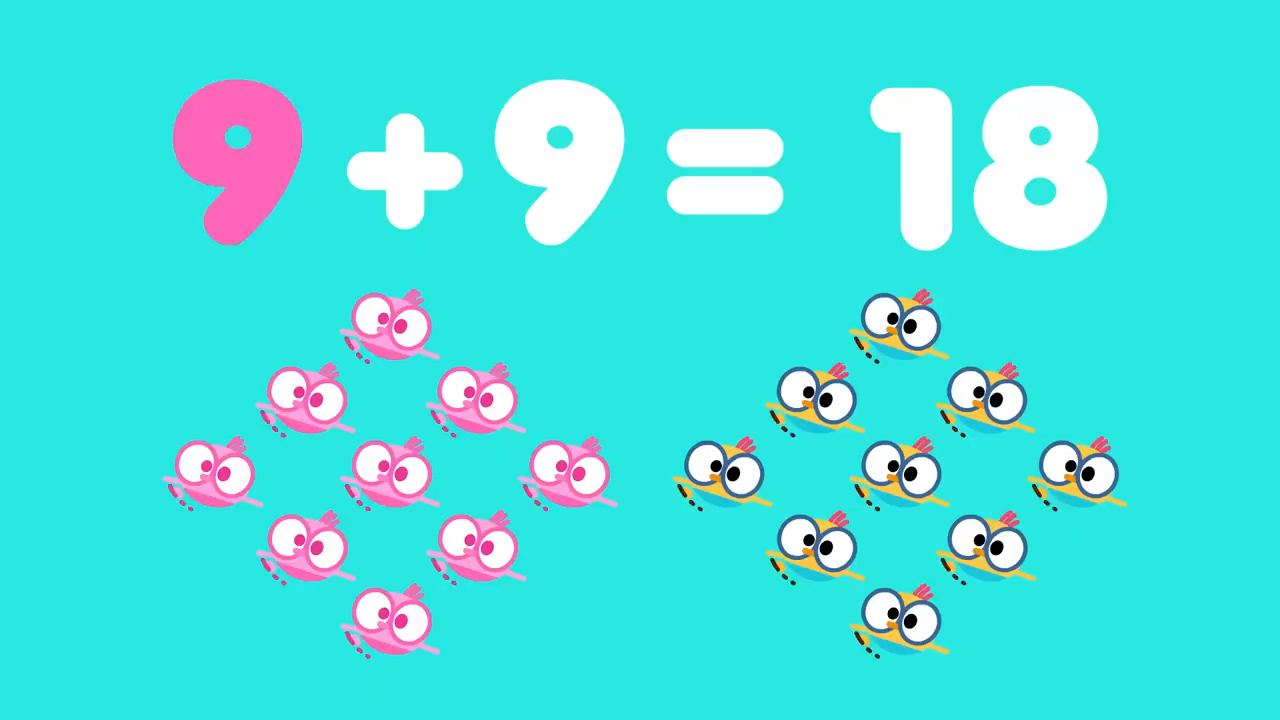 9 + 9 = 18